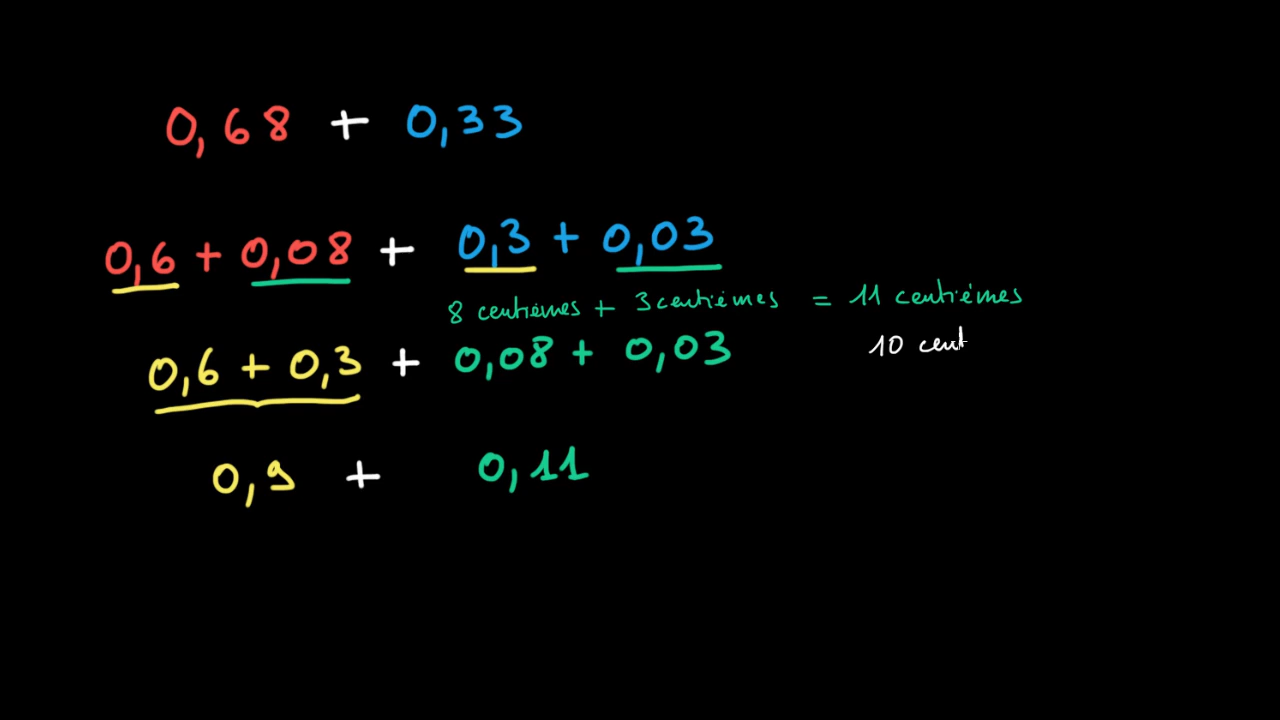 0,68 + 0,33
0,6 + 0,08 + 0,3 + 0,03
8 centièmes + 3 centièmes = 11 centièmes
10 cent
0,6 + 0,3 + 0,08 + 0,03
0,9 + 0,11